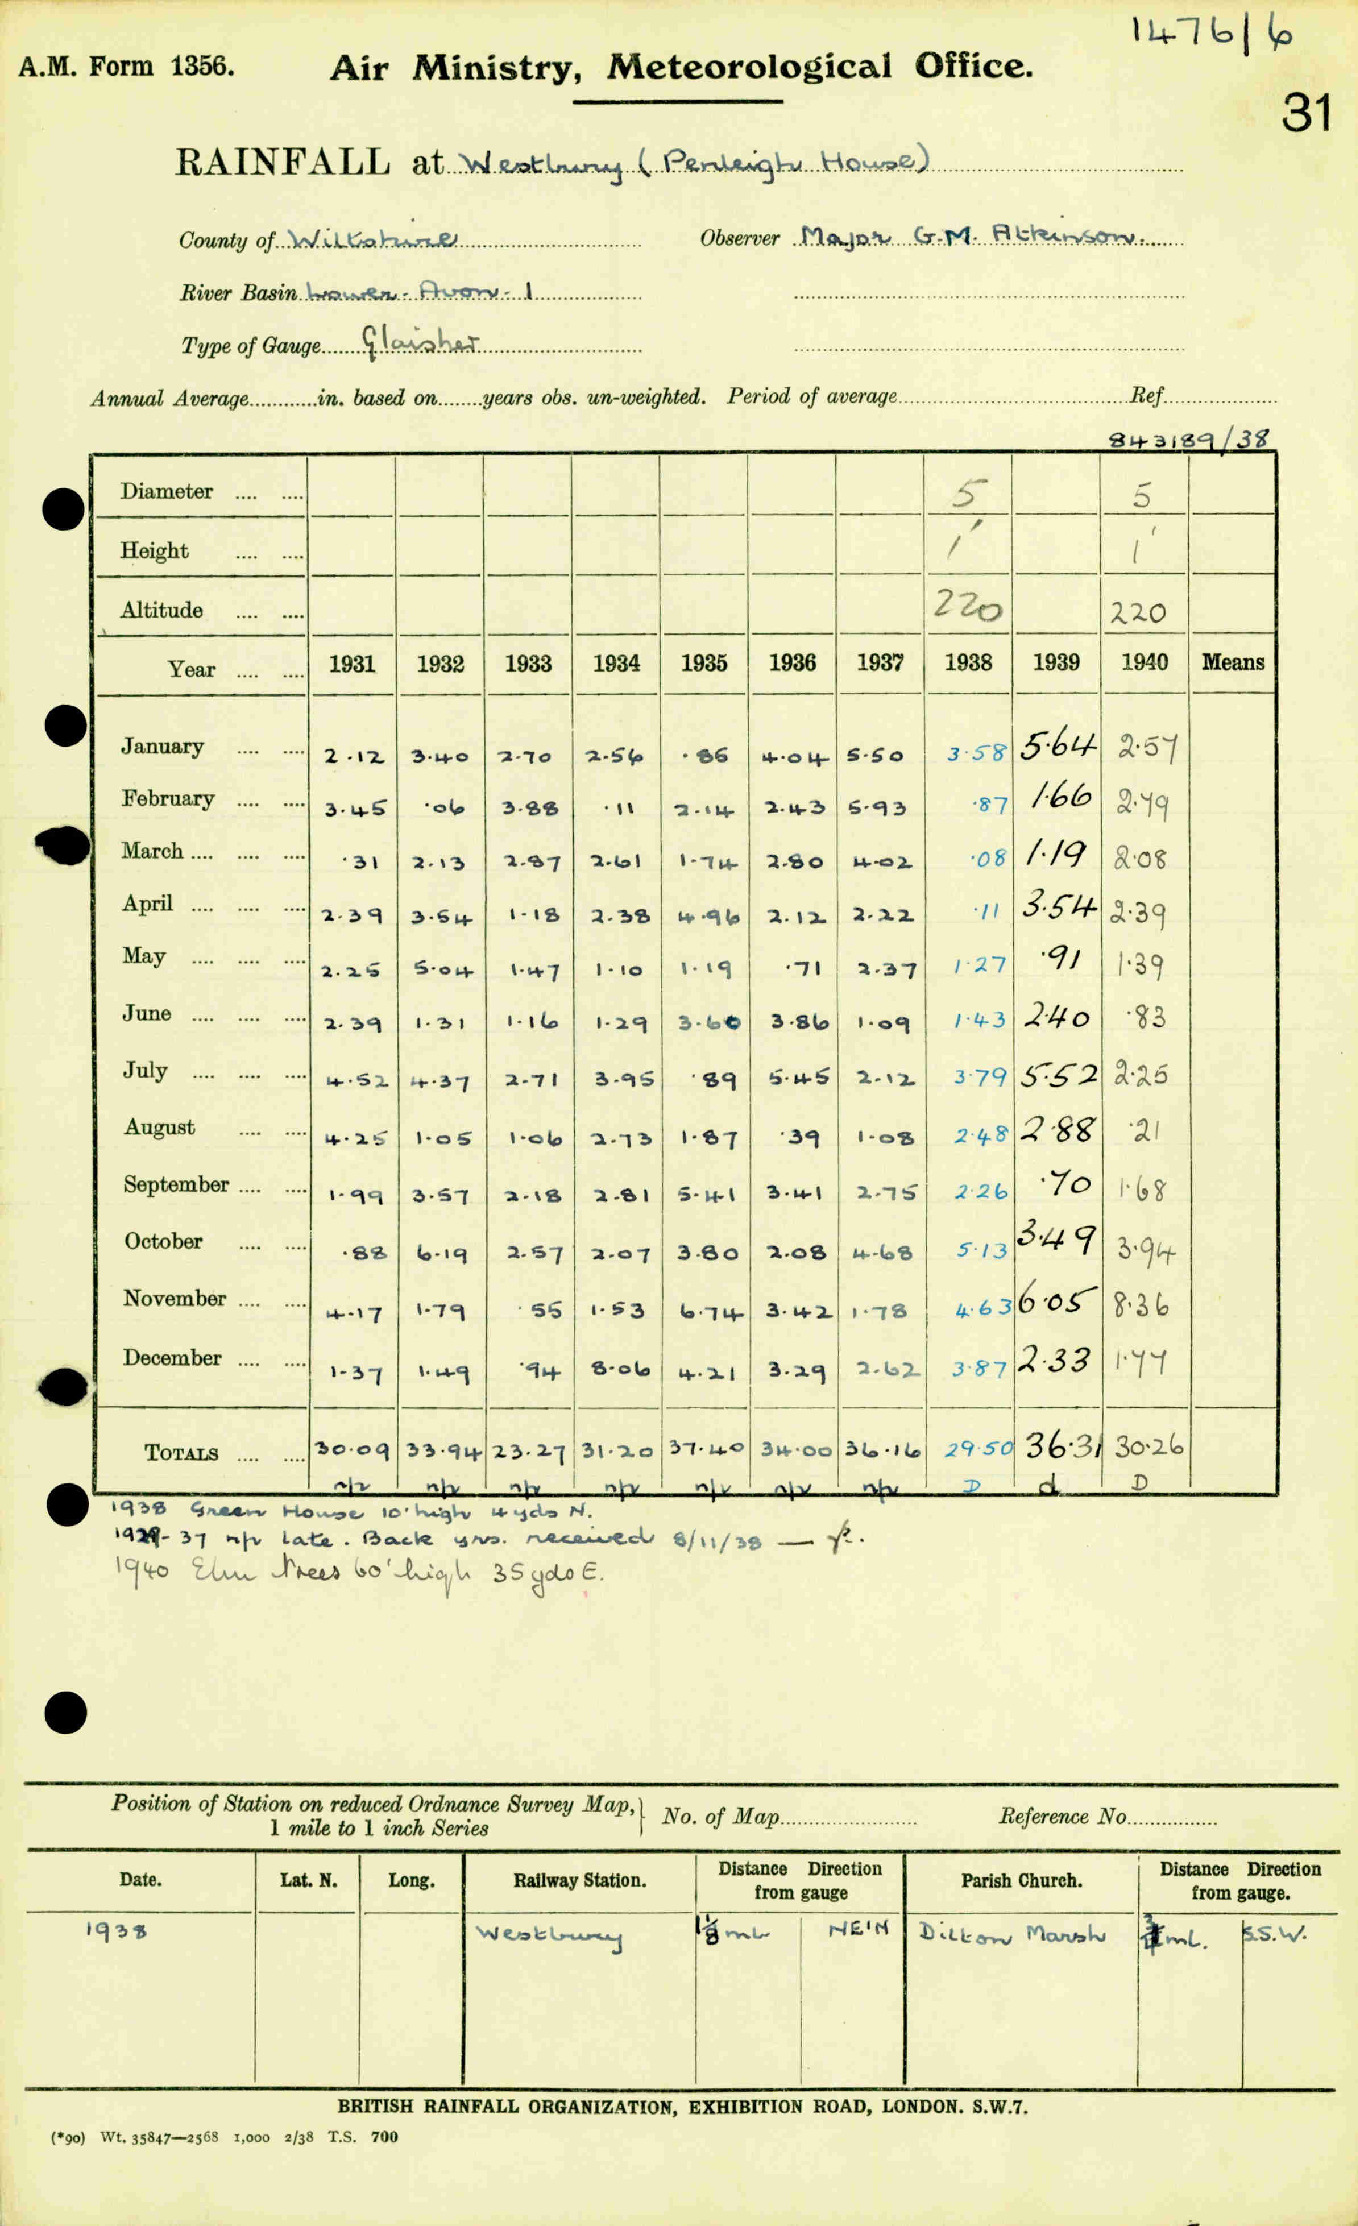 1476/6
A.M. Form 1356. Air Ministry, Meteorological Office.
31
RAINFALL at Westbury (Penleigh House)
County of Wiltshire Observer Major G.M. Atkinson.
River Basin Lower-Avon-1
Type of Gauge Glaisher
Annual Average............in. based on........years obs. un-weighted. Period of average........Ref........
843189/38
Diameter .... .... 5 5
Height .... .... 1' 1'
Altitude .... .... 220 220
Year .... .... 1931 1932 1933 1934 1935 1936 1937 1938 1939 1940 Means
January .... .... 2.12 3.40 2.70 2.56 .86 4.04 5.50 3.58 5.64 2.57
February .... .... 3.45 .06 3.88 .11 2.14 2.43 5.93 .87 1.66 2.79
March .... .... .... .31 2.13 2.87 2.61 1.74 2.80 4.02 .08 1.19 2.08
April .... .... .... 2.39 3.54 1.18 2.38 4.96 2.12 2.22 .11 3.54 2.39
May .... .... .... 2.25 5.04 1.47 1.10 1.19 .71 2.37 1.27 .91 1.39
June .... .... .... 2.39 1.31 1.16 1.29 3.60 3.86 1.09 1.43 2.40 .83
July .... .... .... 4.52 4.37 2.71 3.95 .89 5.45 2.12 3.79 5.52 2.25
August .... .... 4.25 1.05 1.06 2.73 1.87 .39 1.08 2.48 2.88 .21
September .... .... 1.99 3.57 2.18 2.81 5.41 3.41 2.75 2.26 .70 1.68
October .... .... .88 6.19 2.57 2.07 3.80 2.08 4.68 5.13 3.49 3.94
November .... .... 4.17 1.79 .55 1.53 6.74 3.42 1.78 4.63 6.05 8.36
December .... .... 1.37 1.49 .94 8.06 4.21 3.29 2.62 3.87 2.33 1.77
TOTALS .... .... 30.09 33.94 23.27 31.20 37.40 34.00 36.16 29.50 36.31 30.26
n/p n/p n/p n/p n/p n/p n/p D d D
1938 Green House 10' high 4 yds N.
37 n/p late. Back yrs. received 8/11/38 —
1940 Elm Trees 60' high 35 yds E.
Position of Station on reduced Ordnance Survey Map, } No. of Map........ Reference No........
1 mile to 1 inch Series
Date. Lat. N. Long. Railway Station. Distance Direction from gauge Parish Church. Distance Direction from gauge.
1938 Westbury 1⅛ ml NE'N Dilton Marsh ml. S.S.W.
BRITISH RAINFALL ORGANIZATION, EXHIBITION ROAD, LONDON. S.W.7.
(*90) Wt. 35847—2568 1,000 2/38 T.S. 700